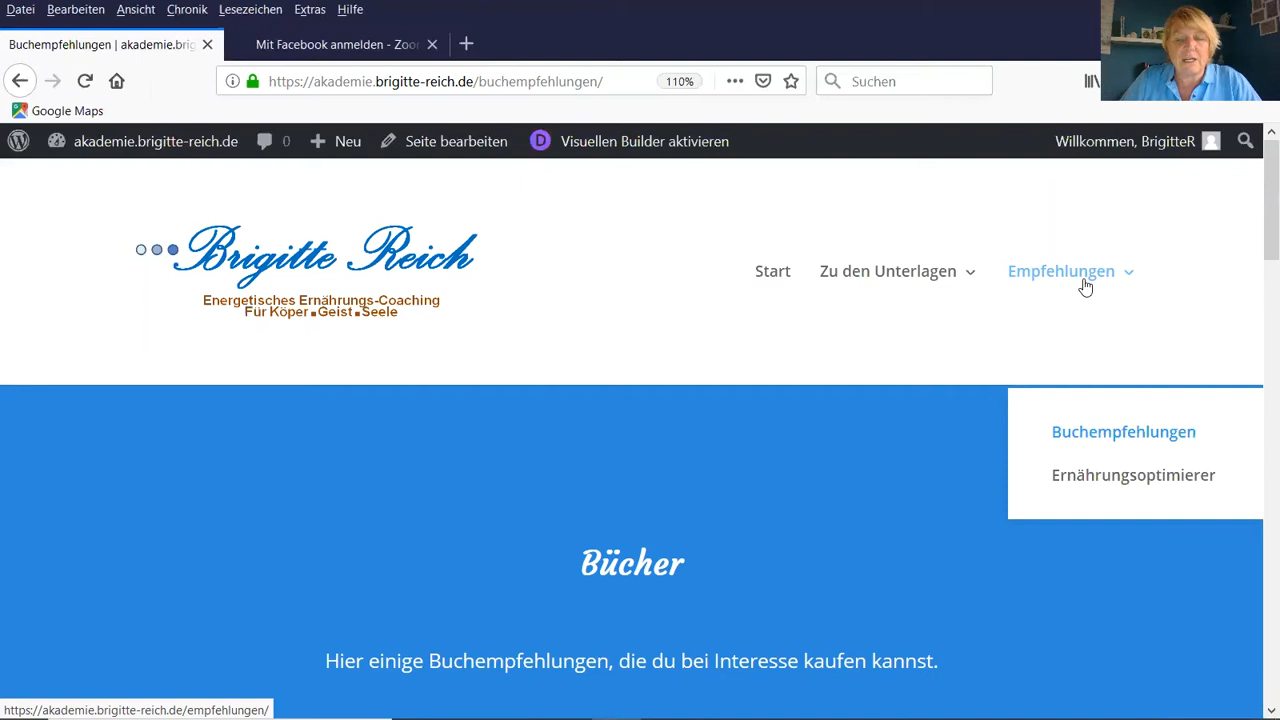 Datei Bearbeiten Ansicht Chronik Lesezeichen Extras Hilfe
Buchempfehlungen | akademie.brig
Mit Facebook anmelden - Zoo
https://akademie.brigitte-reich.de/buchempfehlungen/
110%
Suchen
Google Maps
akademie.brigitte-reich.de 0 Neu Seite bearbeiten D Visuellen Builder aktivieren Willkommen, BrigitteR
Brigitte Reich
Energetisches Ernährungs-Coaching
Für Köper▪Geist▪Seele
Start Zu den Unterlagen Empfehlungen
Buchempfehlungen
Ernährungsoptimierer
Bücher
Hier einige Buchempfehlungen, die du bei Interesse kaufen kannst.
https://akademie.brigitte-reich.de/empfehlungen/